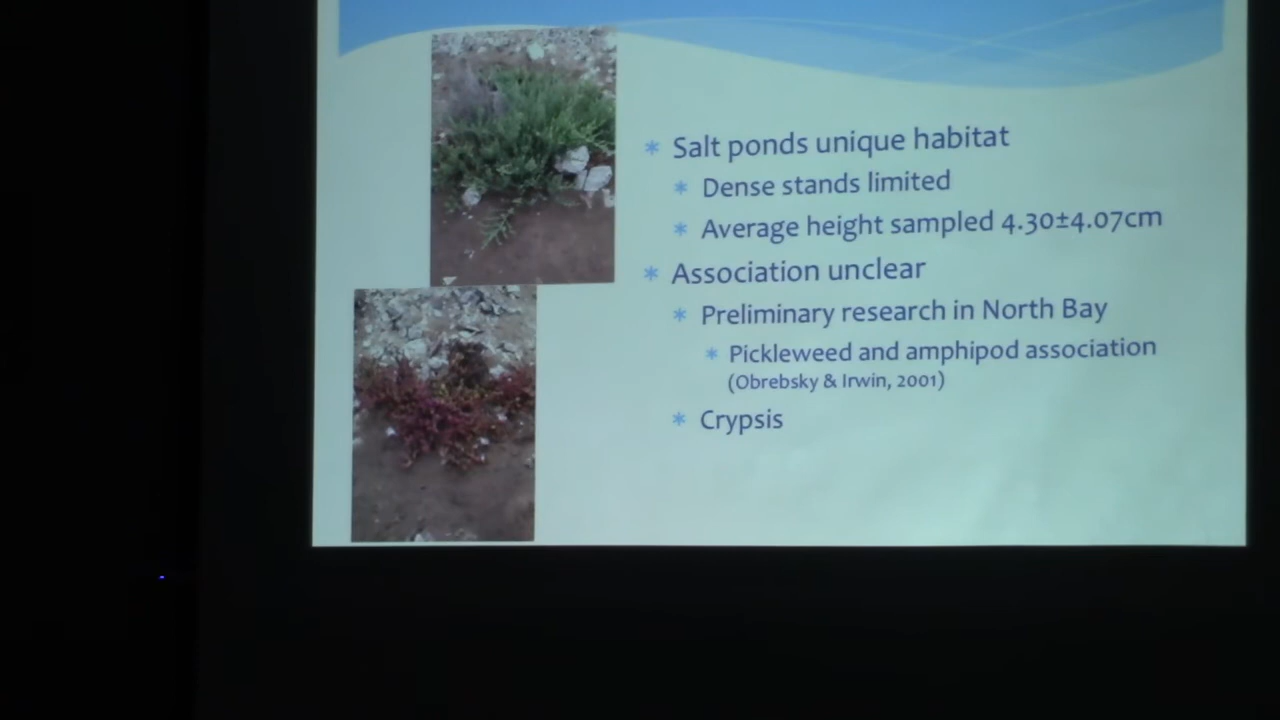 * Salt ponds unique habitat
* Dense stands limited
* Average height sampled 4.30±4.07cm
* Association unclear
* Preliminary research in North Bay
* Pickleweed and amphipod association
(Obrebsky & Irwin, 2001)
* Crypsis